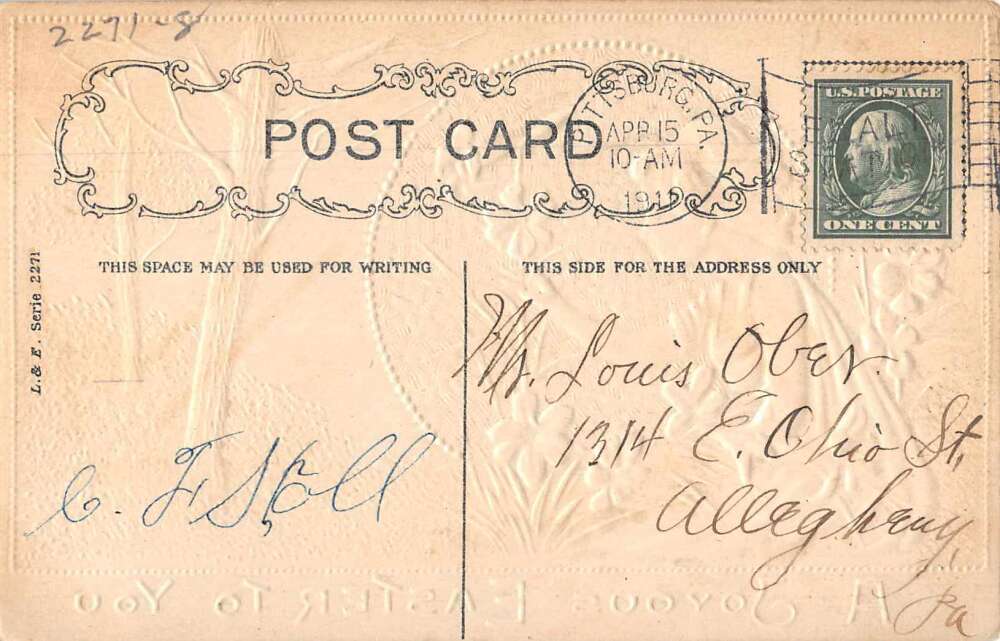 2271-8
POST CARD
PITTSBURG, PA.
APR 15
10-AM
U.S. POSTAGE
ONE CENT
THIS SPACE MAY BE USED FOR WRITING
THIS SIDE FOR THE ADDRESS ONLY
L. & E. Serie 2271
Mr. Louis Ober.
1314 E. Ohio St.
Allegheny,
Pa
C. F. Stoll
A JOYOUS EASTER TO YOU